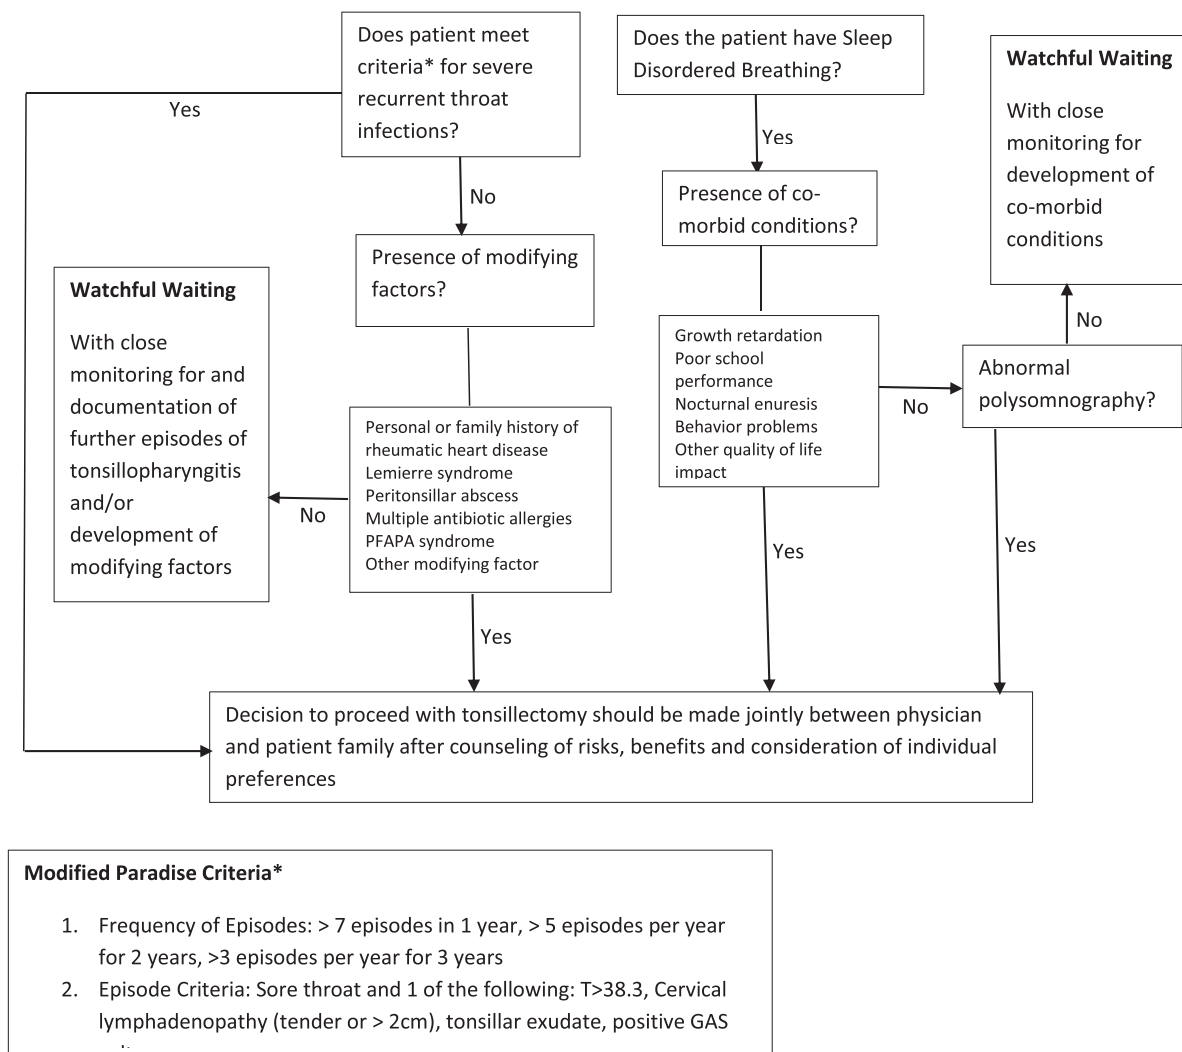 Does patient meet
criteria* for severe
recurrent throat
infections?
Yes
No
Presence of modifying
factors?
Watchful Waiting
With close
monitoring for and
documentation of
further episodes of
tonsillopharyngitis
and/or
development of
modifying factors
No
Personal or family history of
rheumatic heart disease
Lemierre syndrome
Peritonsillar abscess
Multiple antibiotic allergies
PFAPA syndrome
Other modifying factor
Yes
Does the patient have Sleep
Disordered Breathing?
Yes
Presence of co-
morbid conditions?
Growth retardation
Poor school
performance
Nocturnal enuresis
Behavior problems
Other quality of life
impact
No
Yes
Abnormal
polysomnography?
No
Yes
Watchful Waiting
With close
monitoring for
development of
co-morbid
conditions
Decision to proceed with tonsillectomy should be made jointly between physician
and patient family after counseling of risks, benefits and consideration of individual
preferences
Modified Paradise Criteria*
1. Frequency of Episodes: > 7 episodes in 1 year, > 5 episodes per year
for 2 years, >3 episodes per year for 3 years
2. Episode Criteria: Sore throat and 1 of the following: T>38.3, Cervical
lymphadenopathy (tender or > 2cm), tonsillar exudate, positive GAS